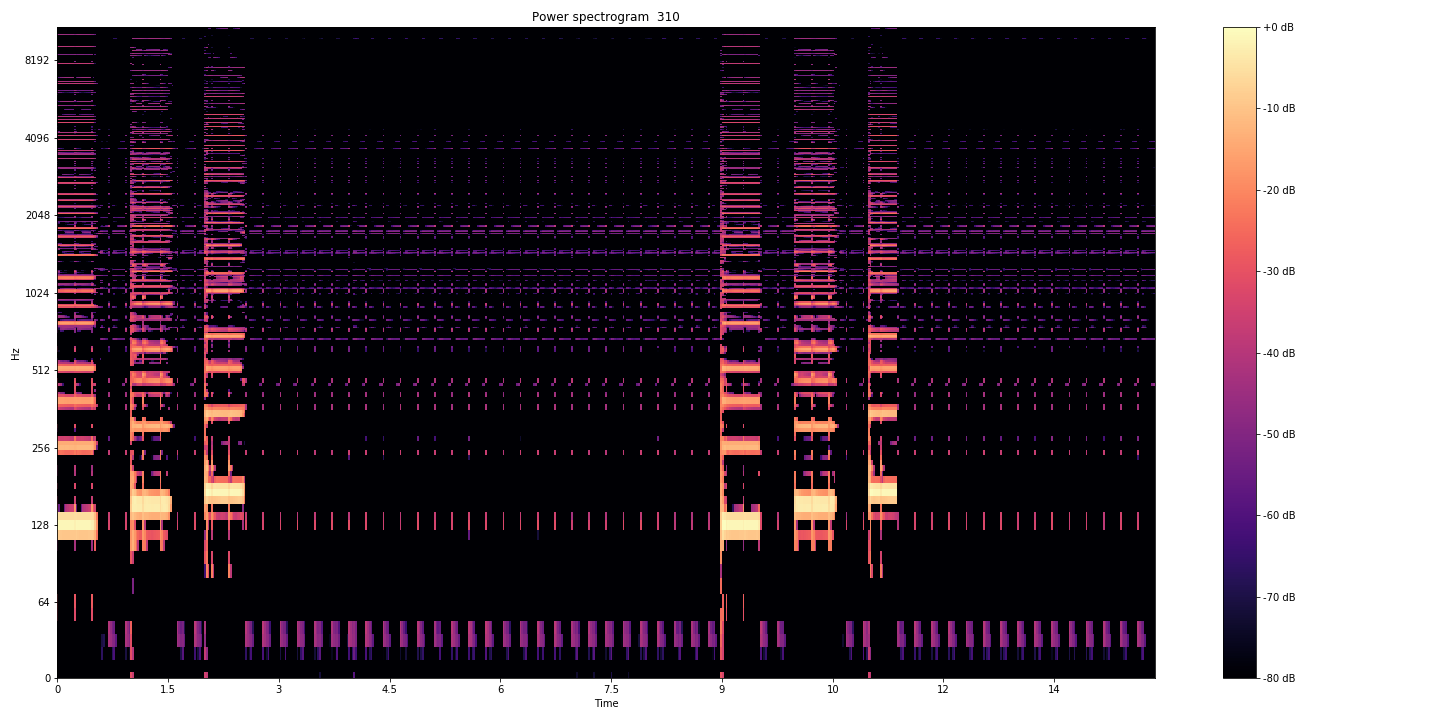 Power spectrogram  310
Hz
8192
4096
2048
1024
512
256
128
64
0
0 1.5 3 4.5 6 7.5 9 10 12 14
Time
+0 dB
-10 dB
-20 dB
-30 dB
-40 dB
-50 dB
-60 dB
-70 dB
-80 dB